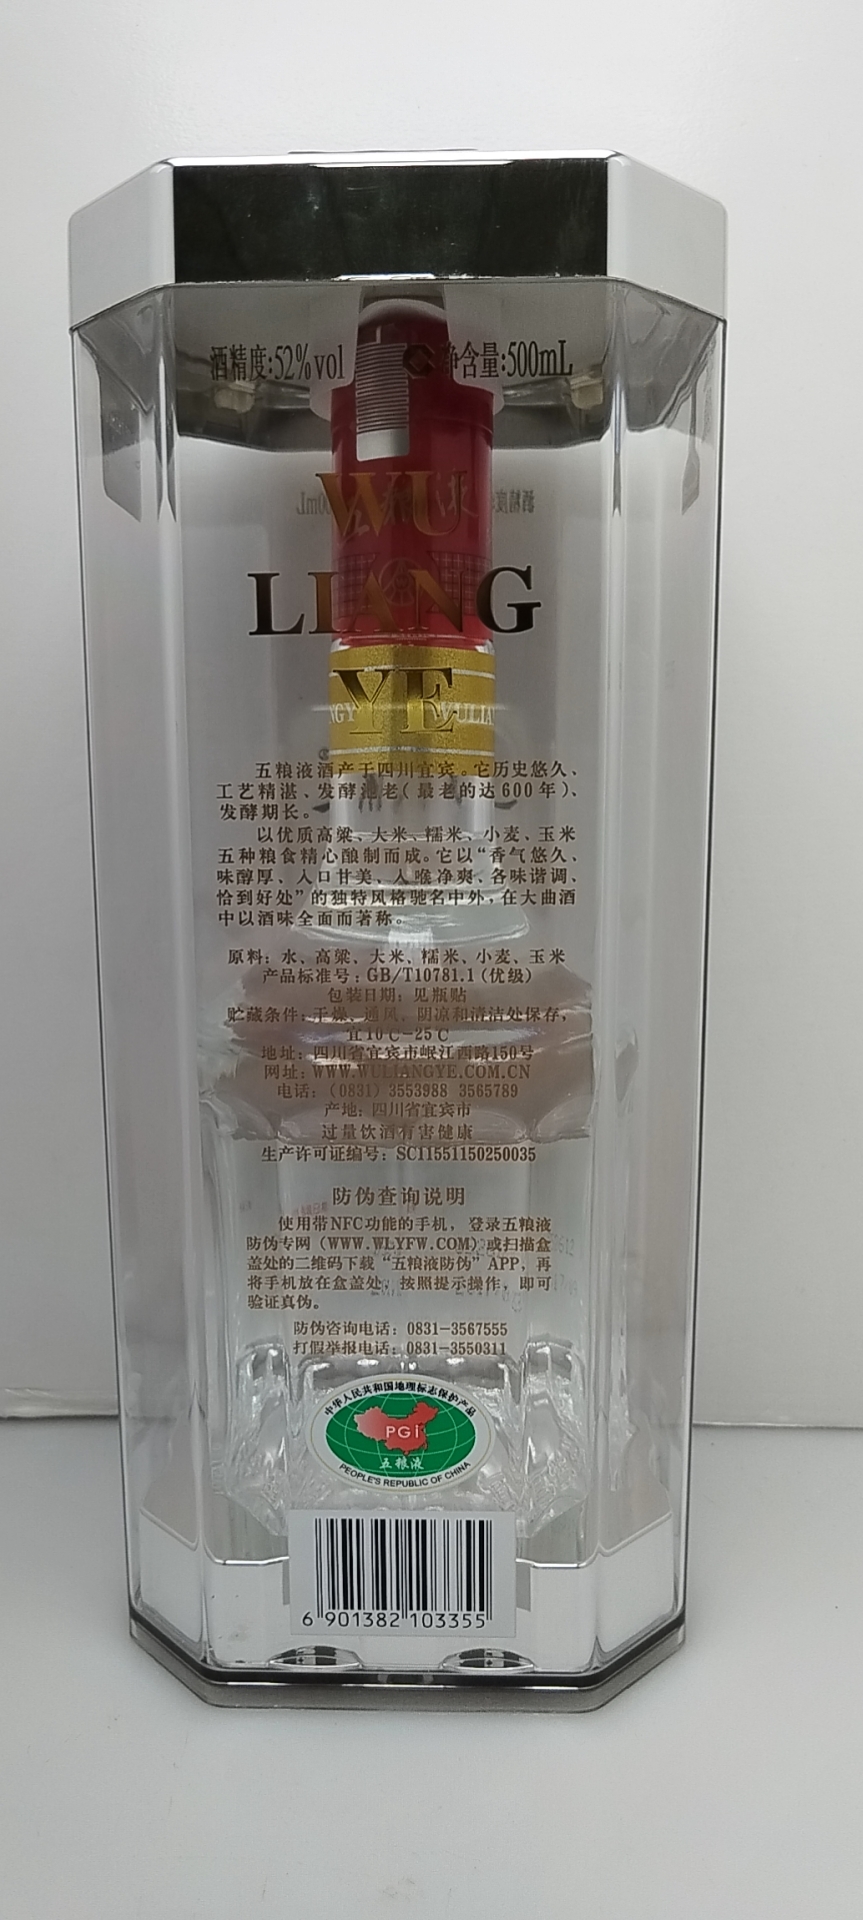 酒精度:52%vol 净含量:500mL
WU
LIANG
YE
五粮液酒产于四川宜宾。它历史悠久、
工艺精湛、发酵池老(最老的达600年)、
发酵期长。
以优质高粱、大米、糯米、小麦、玉米
五种粮食精心酿制而成。它以“香气悠久、
味醇厚、入口甘美、入喉净爽、各味谐调、
恰到好处”的独特风格驰名中外,在大曲酒
中以酒味全面而著称。
原料: 水、高粱、大米、糯米、小麦、玉米
产品标准号: GB/T10781.1(优级)
包装日期: 见瓶贴
贮藏条件: 干燥、通风、阴凉和清洁处保存,
宜10℃-25℃
地址: 四川省宜宾市岷江西路150号
网址: WWW.WULIANGYE.COM.CN
电话: (0831) 3553988 3565789
产地: 四川省宜宾市
过量饮酒有害健康
生产许可证编号: SC11551150250035
防伪查询说明
使用带NFC功能的手机, 登录五粮液
防伪专网(WWW.WLYFW.COM)或扫描盒
盖处的二维码下载“五粮液防伪”APP, 再
将手机放在盒盖处, 按照提示操作, 即可
验证真伪。
防伪咨询电话: 0831-3567555
打假举报电话: 0831-3550311
中华人民共和国地理标志保护产品
PGI
五粮液
PEOPLE'S REPUBLIC OF CHINA
6 901382 103355